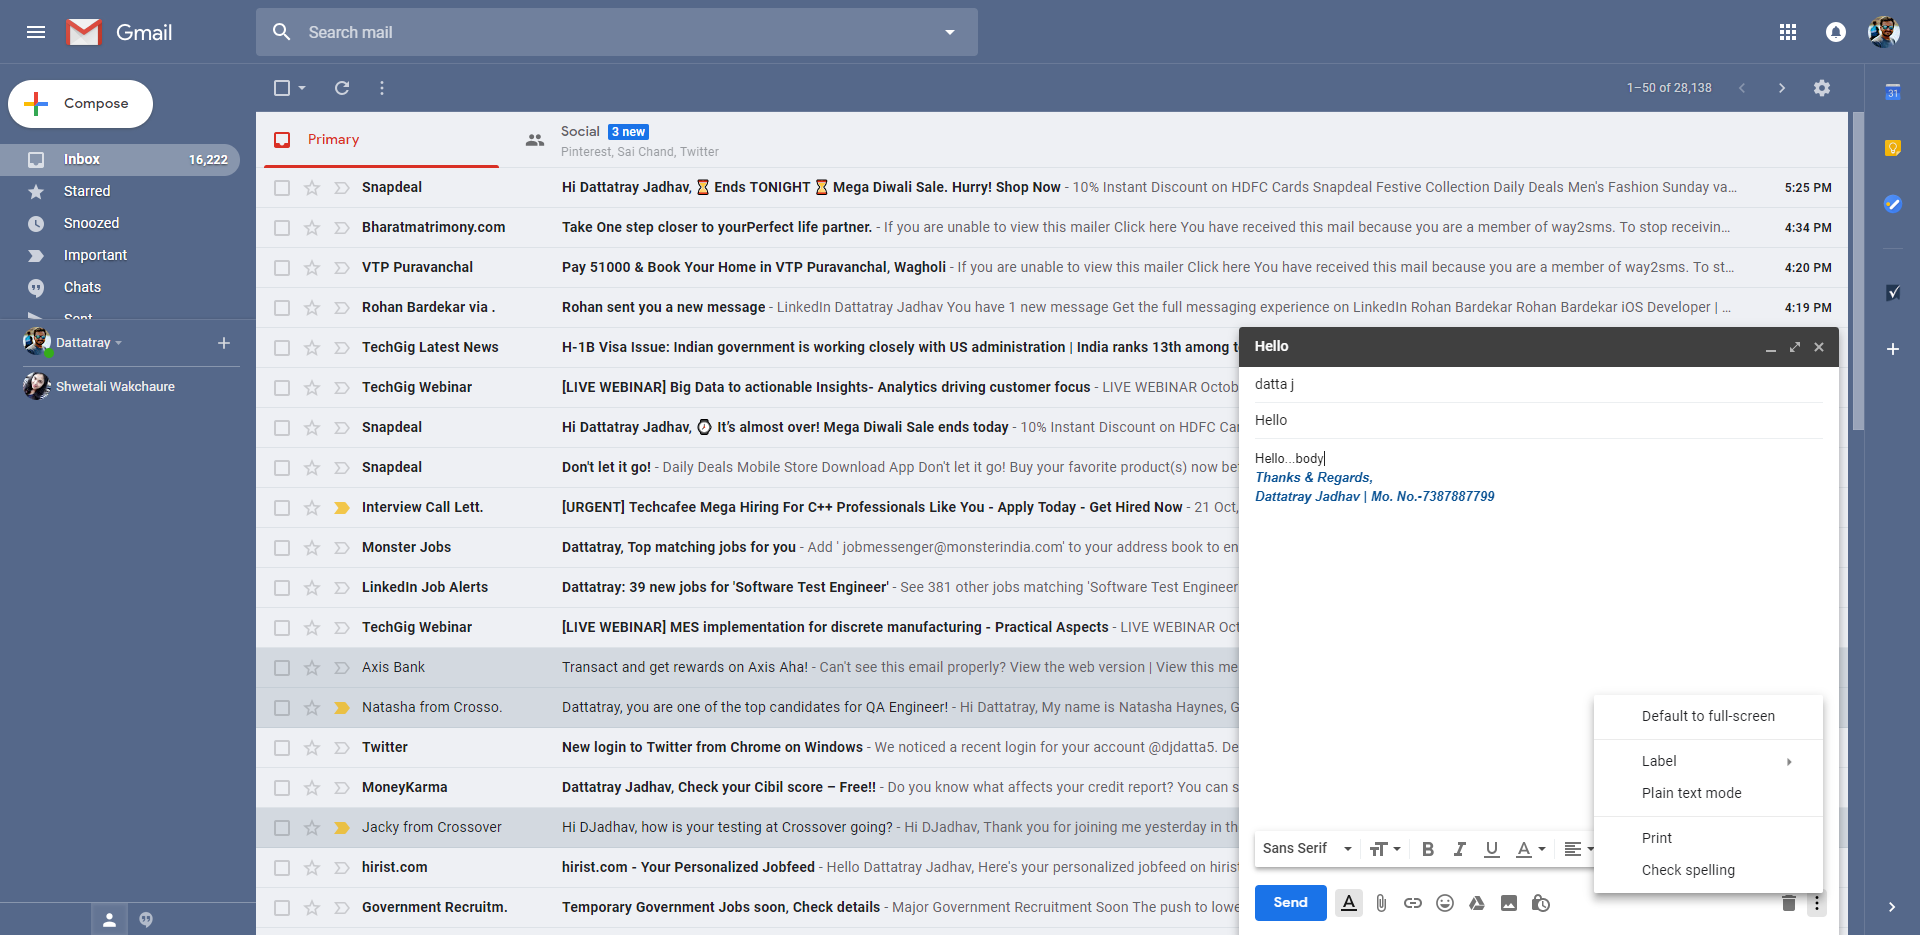 Gmail
Search mail
Compose
1–50 of 28,138
31
Inbox 16,222
Starred
Snoozed
Important
Chats
Dattatray
Shwetali Wakchaure
Primary
Social 3 new
Pinterest, Sai Chand, Twitter
Snapdeal Hi Dattatray Jadhav, ⌛ Ends TONIGHT ⌛ Mega Diwali Sale. Hurry! Shop Now - 10% Instant Discount on HDFC Cards Snapdeal Festive Collection Daily Deals Men's Fashion Sunday va... 5:25 PM
Bharatmatrimony.com Take One step closer to yourPerfect life partner. - If you are unable to view this mailer Click here You have received this mail because you are a member of way2sms. To stop receivin... 4:34 PM
VTP Puravanchal Pay 51000 & Book Your Home in VTP Puravanchal, Wagholi - If you are unable to view this mailer Click here You have received this mail because you are a member of way2sms. To st... 4:20 PM
Rohan Bardekar via . Rohan sent you a new message - LinkedIn Dattatray Jadhav You have 1 new message Get the full messaging experience on LinkedIn Rohan Bardekar Rohan Bardekar iOS Developer | ... 4:19 PM
TechGig Latest News H-1B Visa Issue: Indian government is working closely with US administration | India ranks 13th among t
TechGig Webinar [LIVE WEBINAR] Big Data to actionable Insights- Analytics driving customer focus - LIVE WEBINAR Octob
Snapdeal Hi Dattatray Jadhav, ⌚ It's almost over! Mega Diwali Sale ends today - 10% Instant Discount on HDFC Car
Snapdeal Don't let it go! - Daily Deals Mobile Store Download App Don't let it go! Buy your favorite product(s) now be
Interview Call Lett. [URGENT] Techcafee Mega Hiring For C++ Professionals Like You - Apply Today - Get Hired Now - 21 Oct,
Monster Jobs Dattatray, Top matching jobs for you - Add ' jobmessenger@monsterindia.com' to your address book to en
LinkedIn Job Alerts Dattatray: 39 new jobs for 'Software Test Engineer' - See 381 other jobs matching 'Software Test Engineer
TechGig Webinar [LIVE WEBINAR] MES implementation for discrete manufacturing - Practical Aspects - LIVE WEBINAR Oct
Axis Bank Transact and get rewards on Axis Aha! - Can't see this email properly? View the web version | View this me
Natasha from Crosso. Dattatray, you are one of the top candidates for QA Engineer! - Hi Dattatray, My name is Natasha Haynes, G
Twitter New login to Twitter from Chrome on Windows - We noticed a recent login for your account @djdatta5. De
MoneyKarma Dattatray Jadhav, Check your Cibil score – Free!! - Do you know what affects your credit report? You can s
Jacky from Crossover Hi DJadhav, how is your testing at Crossover going? - Hi DJadhav, Thank you for joining me yesterday in th
hirist.com hirist.com - Your Personalized Jobfeed - Hello Dattatray Jadhav, Here's your personalized jobfeed on hirist
Government Recruitm. Temporary Government Jobs soon, Check details - Major Government Recruitment Soon The push to lowe
Hello
datta j
Hello
Hello...body
Thanks & Regards,
Dattatray Jadhav | Mo. No.-7387887799
Default to full-screen
Label
Plain text mode
Print
Check spelling
Sans Serif
Send